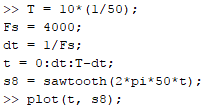 >> T = 10*(1/50);
Fs = 4000;
dt = 1/Fs;
t = 0:dt:T-dt;
s8 = sawtooth(2*pi*50*t);
>> plot(t, s8);